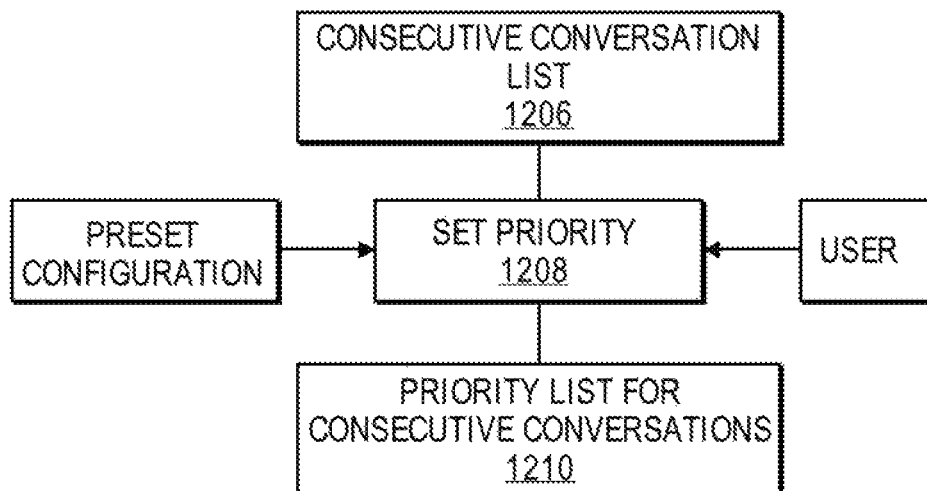 CONSECUTIVE CONVERSATION
LIST
1206
PRESET
CONFIGURATION
SET PRIORITY
1208
USER
PRIORITY LIST FOR
CONSECUTIVE CONVERSATIONS
1210